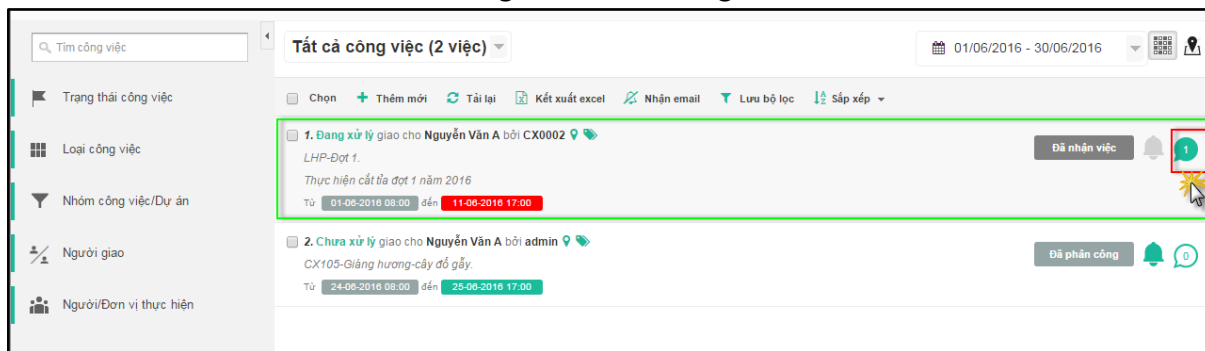 Tìm công việc
Tất cả công việc (2 việc)
01/06/2016 - 30/06/2016
Trạng thái công việc
Chọn Thêm mới Tải lại Kết xuất excel Nhận email Lưu bộ lọc Sắp xếp
1. Đang xử lý giao cho Nguyễn Văn A bởi CX0002
Đã nhận việc 1
LHP-Đợt 1.
Loại công việc
Thực hiện cắt tỉa đợt 1 năm 2016
Từ 01-06-2016 08:00 đến 11-06-2016 17:00
Nhóm công việc/Dự án
2. Chưa xử lý giao cho Nguyễn Văn A bởi admin
Đã phân công 0
Người giao
CX105-Giáng hương-cây đổ gẫy.
Từ 24-06-2016 08:00 đến 25-06-2016 17:00
Người/Đơn vị thực hiện